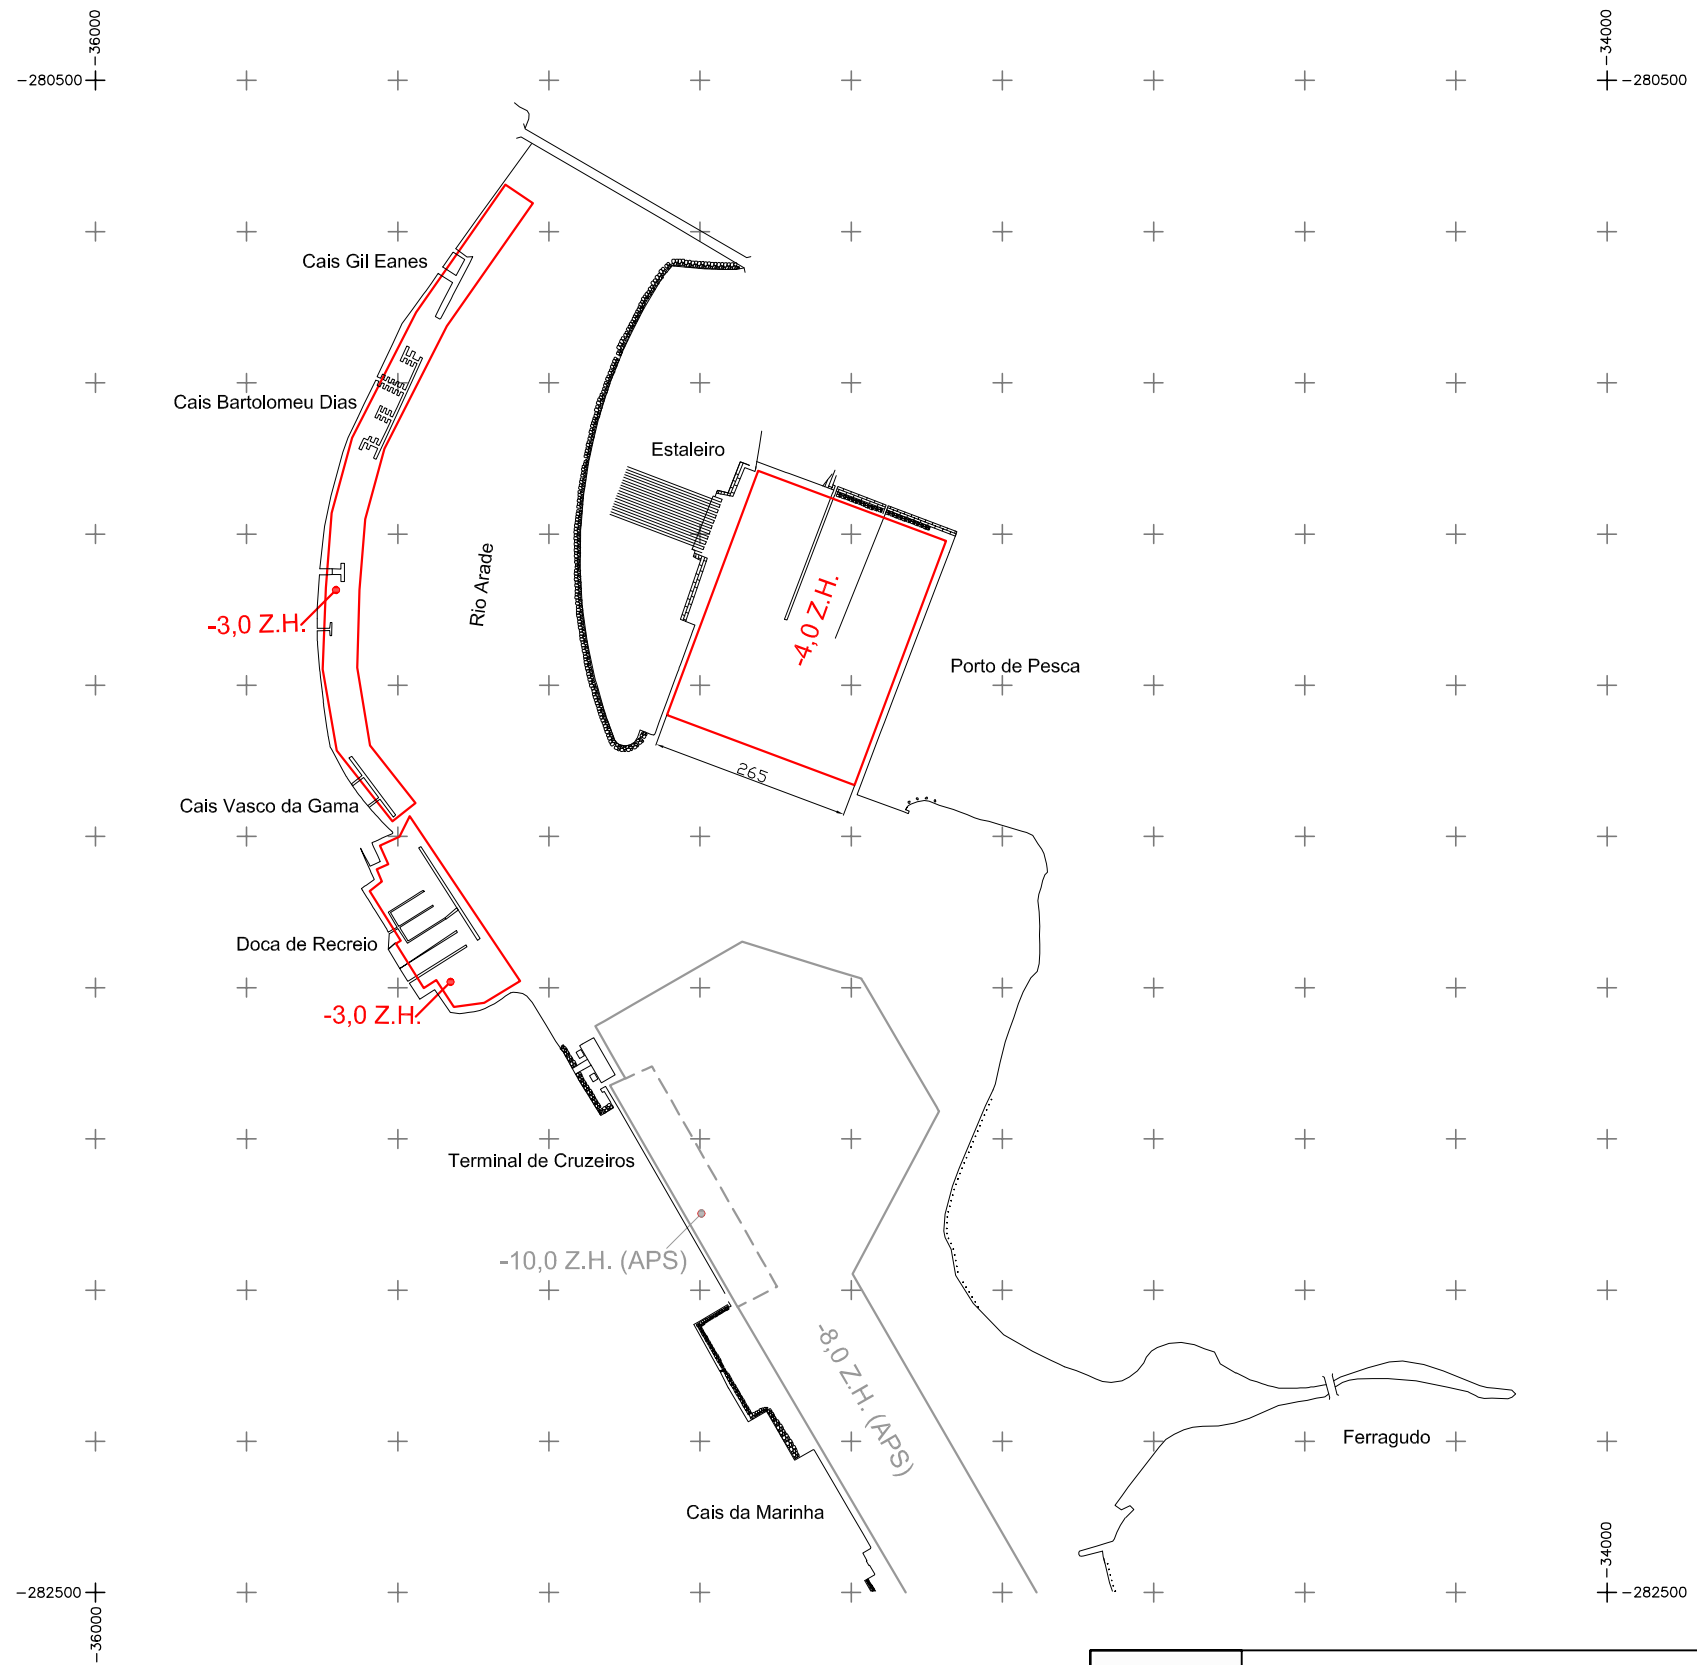 -36000
-34000
-280500
-280500
Cais Gil Eanes
Cais Bartolomeu Dias
Estaleiro
Rio Arade
-3,0 Z.H.
-4,0 Z.H.
Porto de Pesca
265
Cais Vasco da Gama
Doca de Recreio
-3,0 Z.H.
Terminal de Cruzeiros
-10,0 Z.H. (APS)
-8,0 Z.H. (APS)
Ferragudo
Cais da Marinha
-282500
-282500
-36000
-34000